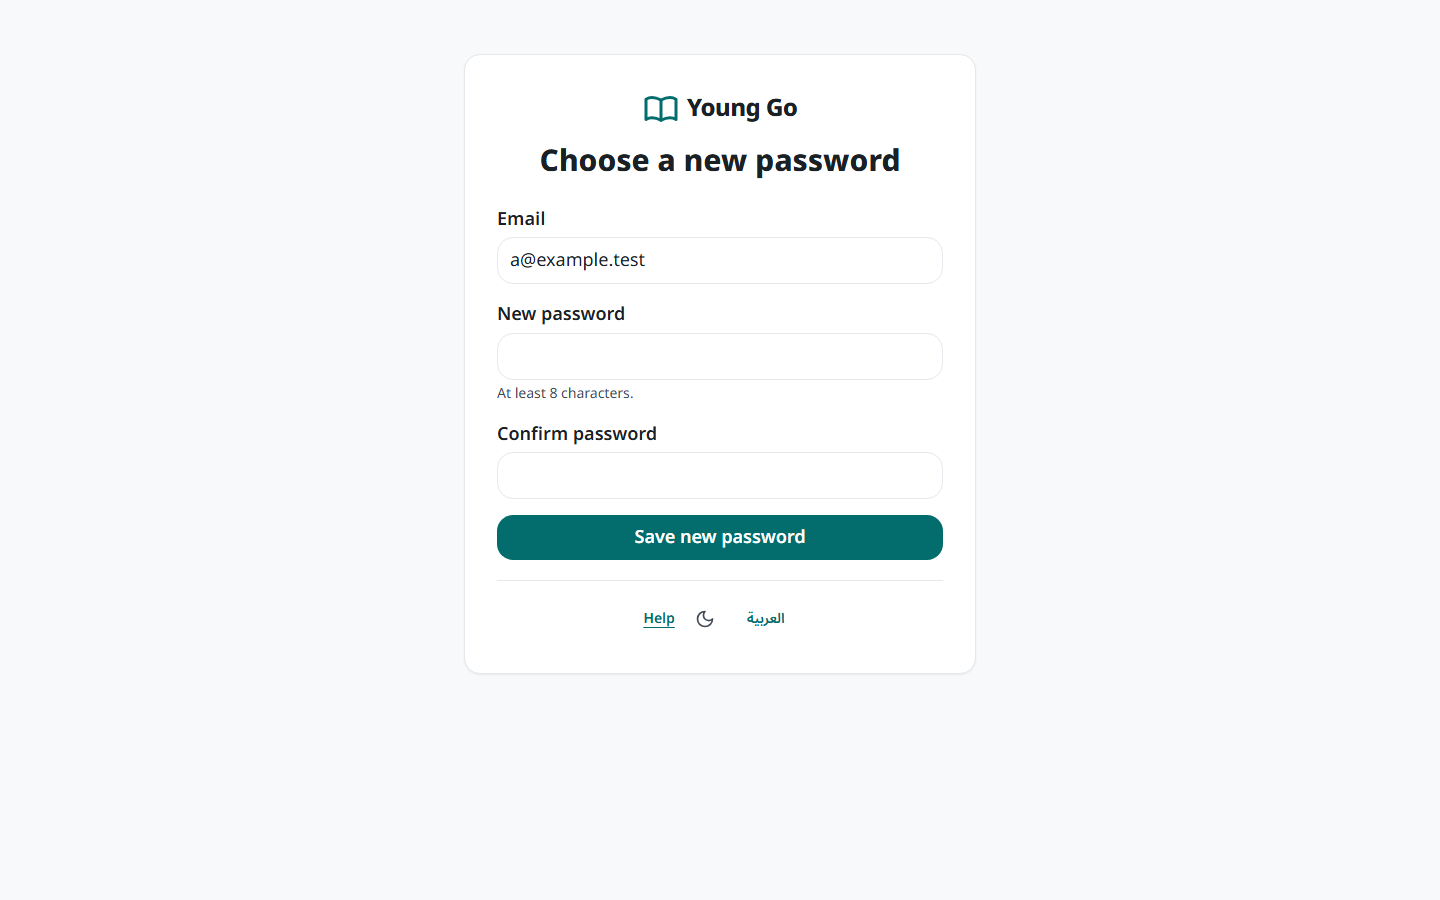 Young Go
Choose a new password
Email
a@example.test
New password
At least 8 characters.
Confirm password
Save new password
Help العربية